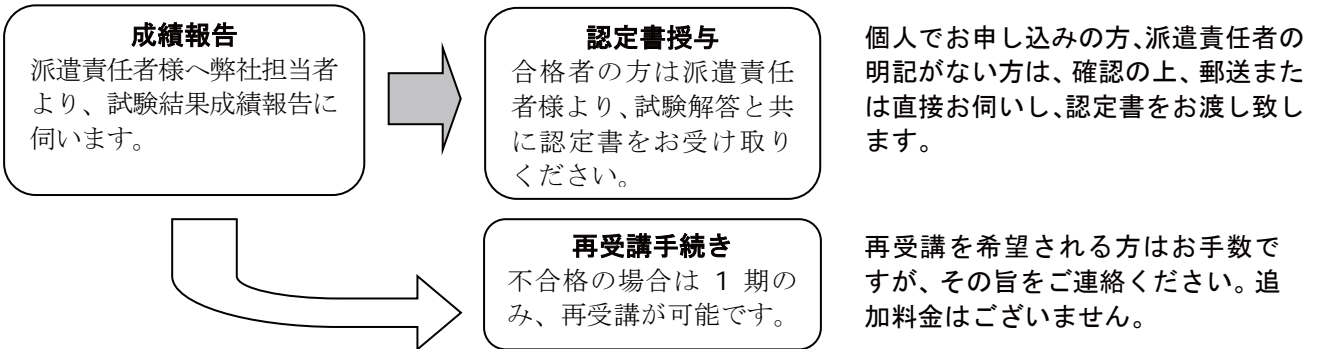 成績報告
派遣責任者様へ弊社担当者
より、試験結果成績報告に
伺います。
認定書授与
合格者の方は派遣責任
者様より、試験解答と共
に認定書をお受け取り
ください。
個人でお申し込みの方、派遣責任者の
明記がない方は、確認の上、郵送また
は直接お伺いし、認定書をお渡し致し
ます。
再受講手続き
不合格の場合は 1 期の
み、再受講が可能です。
再受講を希望される方はお手数で
すが、その旨をご連絡ください。追
加料金はございません。